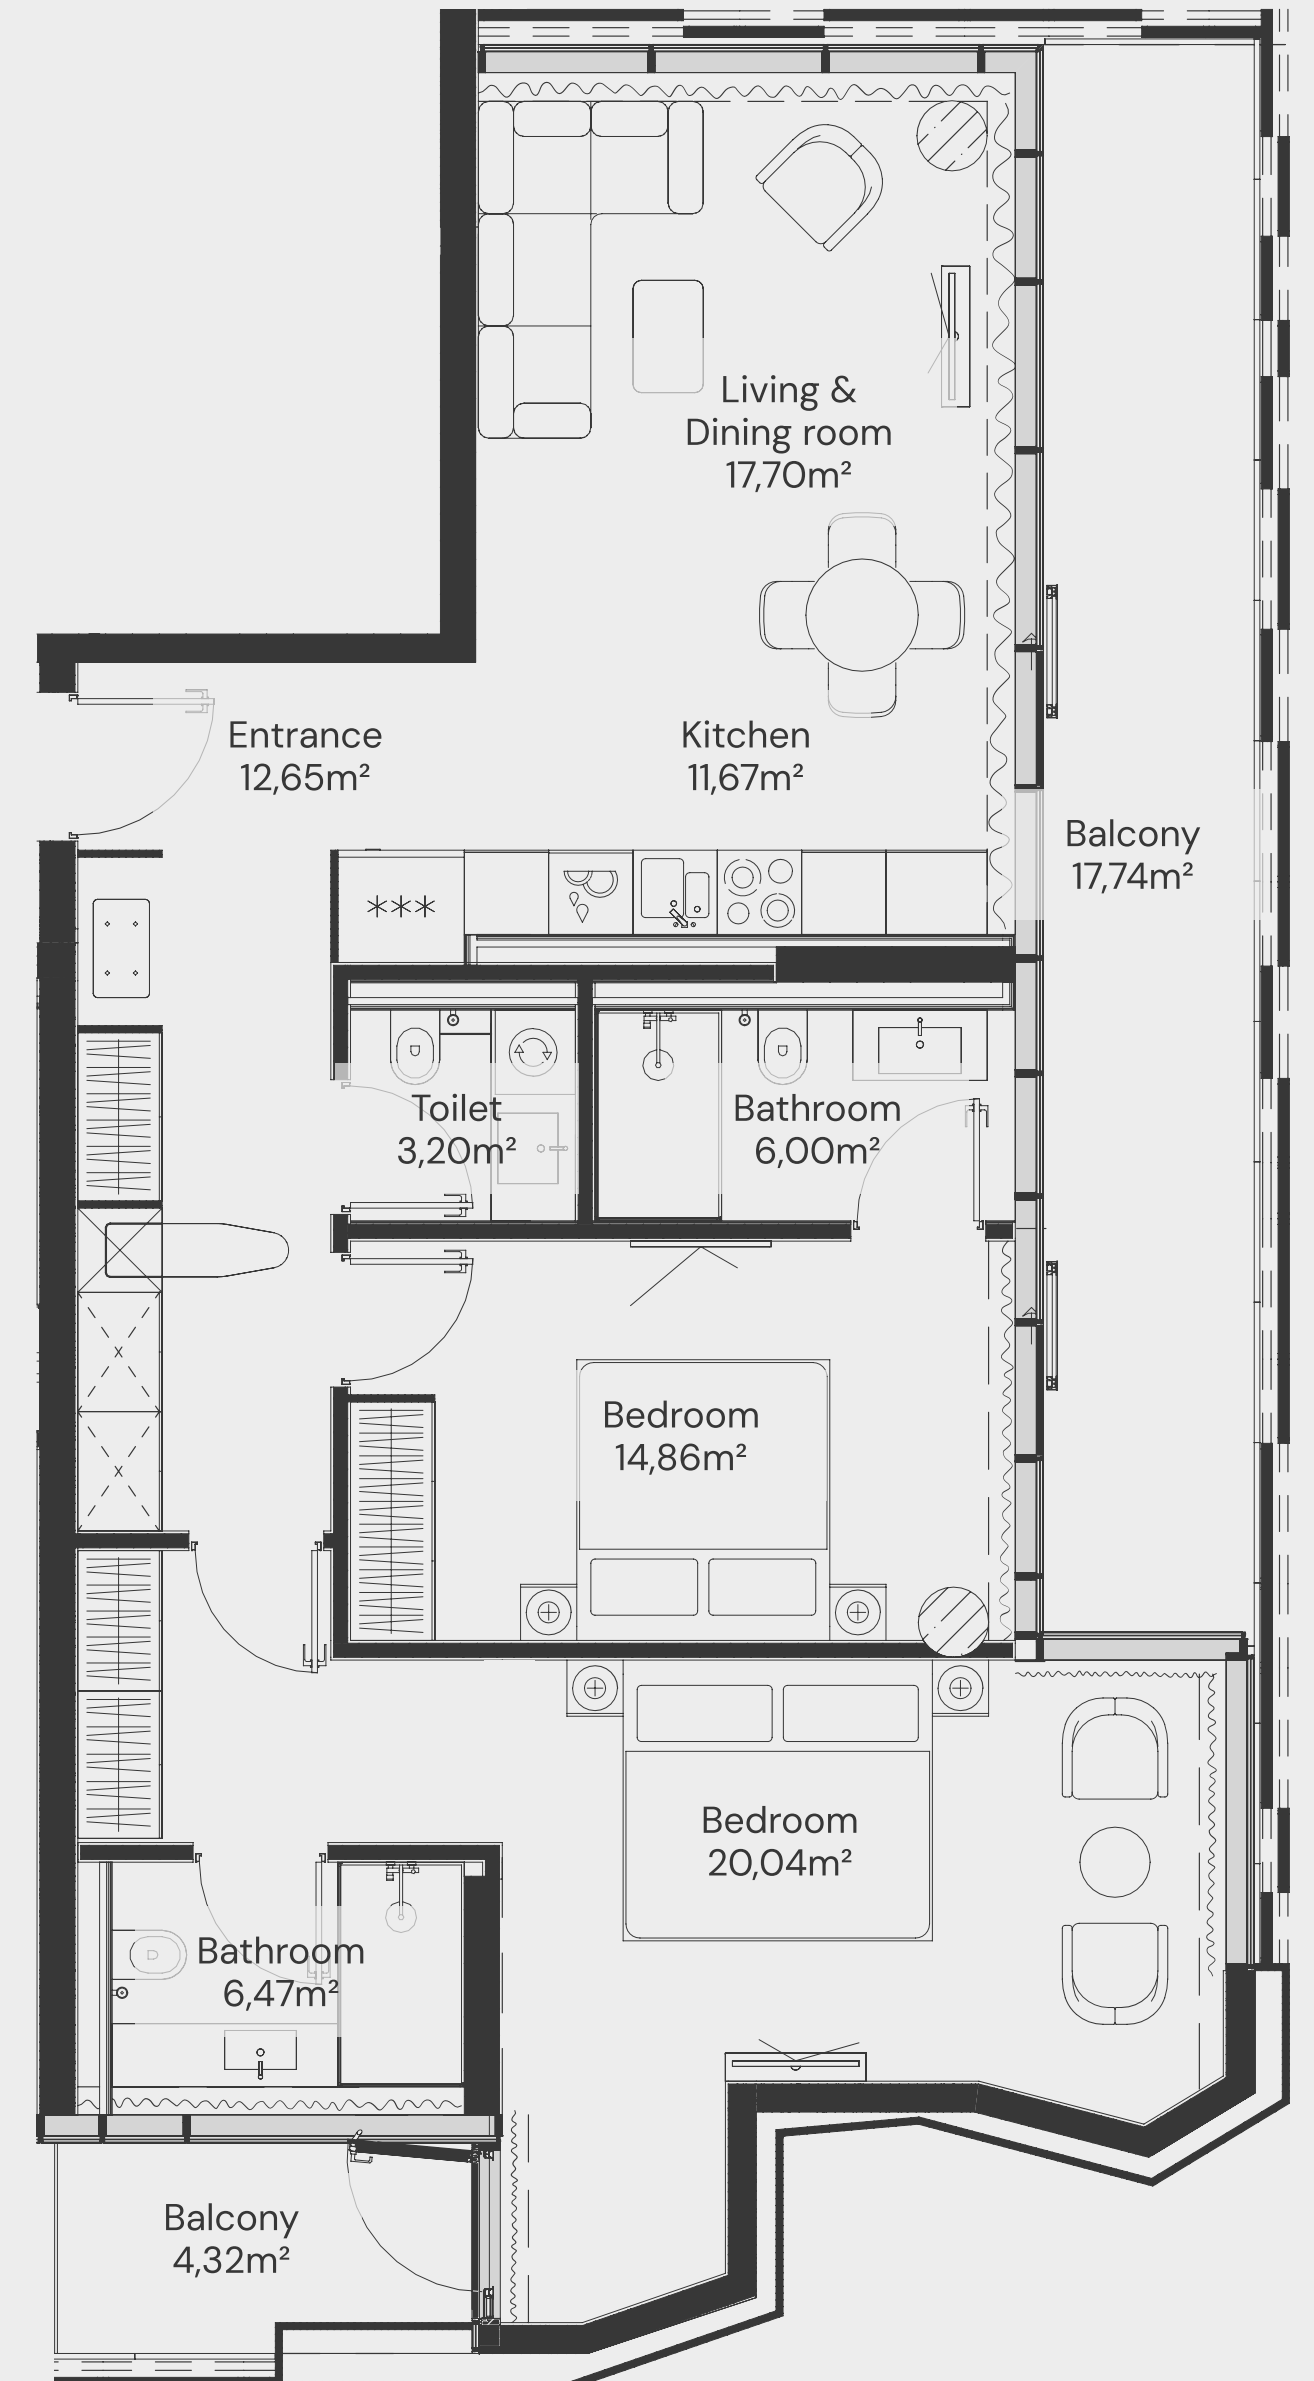 Living &
Dining room
17,70m²
Entrance
12,65m²
Kitchen
11,67m²
Balcony
17,74m²
Toilet
3,20m²
Bathroom
6,00m²
Bedroom
14,86m²
Bedroom
20,04m²
Bathroom
6,47m²
Balcony
4,32m²